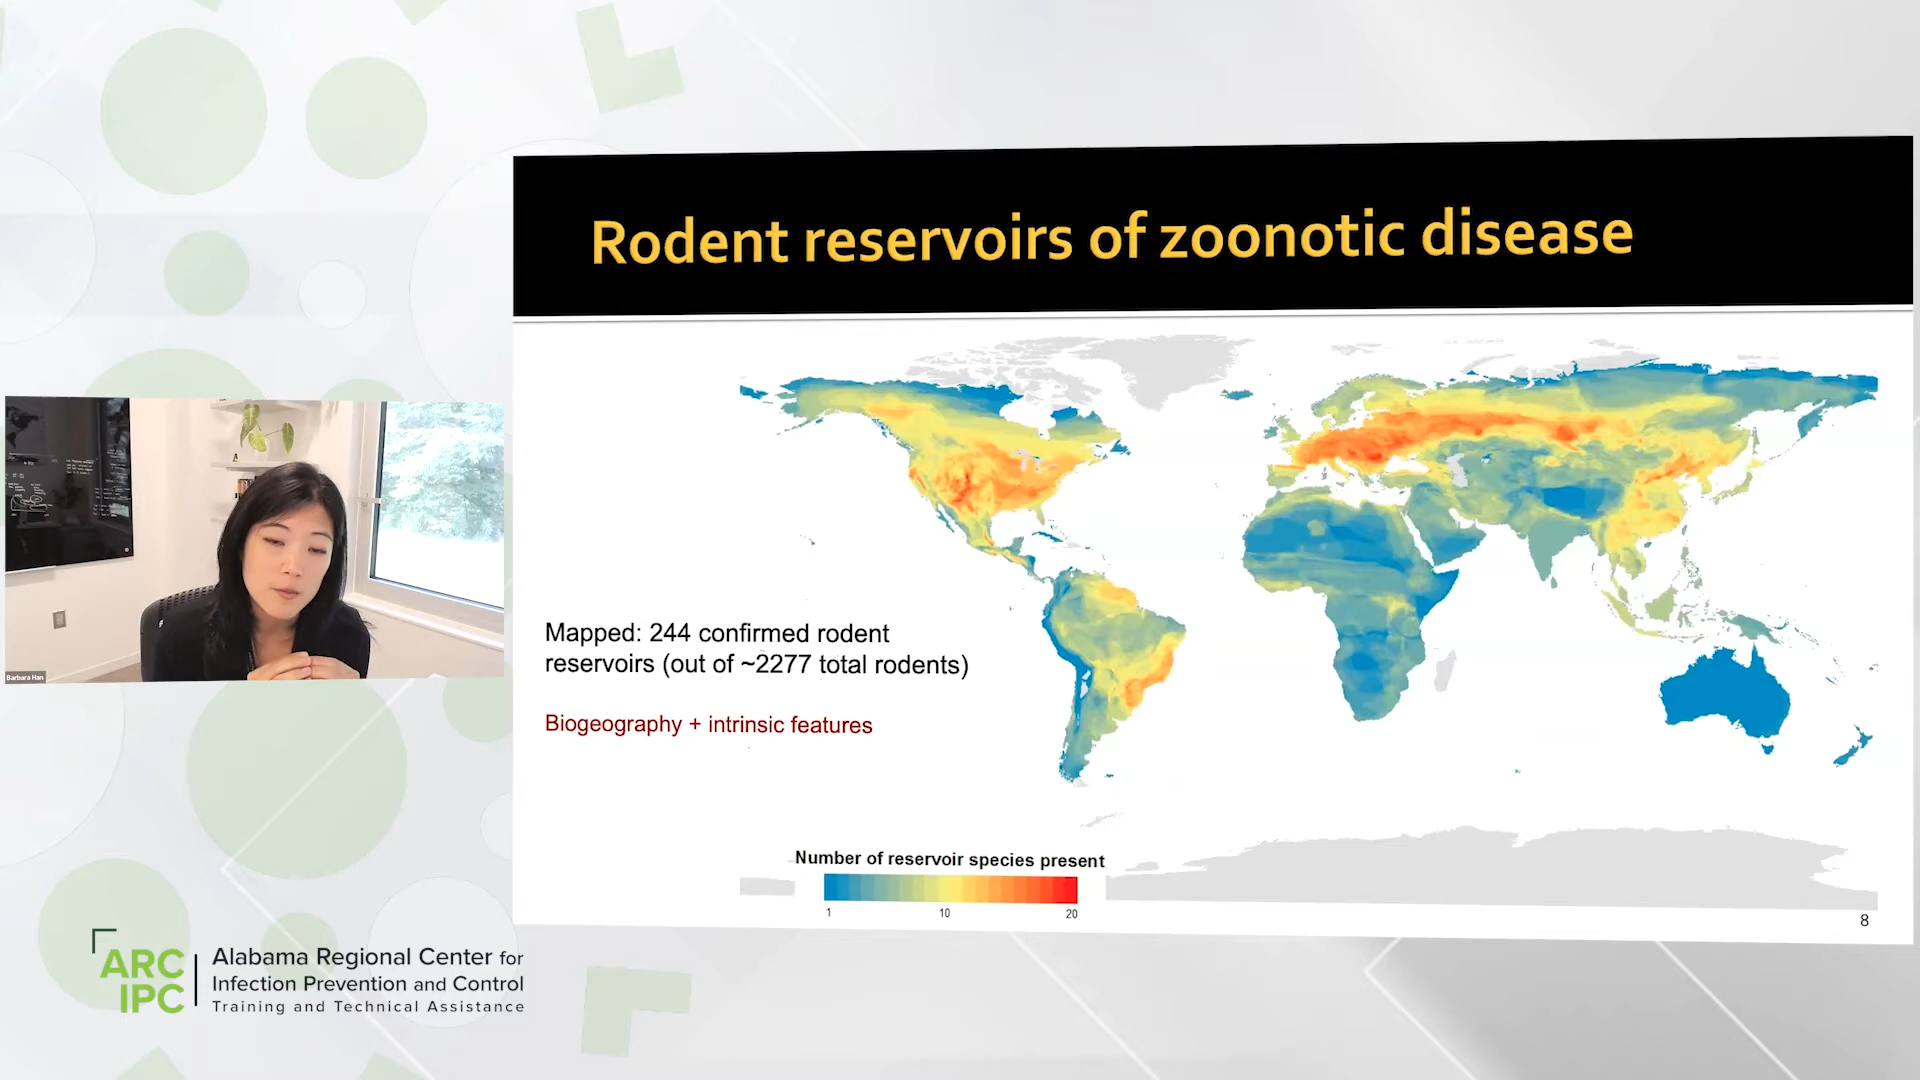 Rodent reservoirs of zoonotic disease
Mapped: 244 confirmed rodent
reservoirs (out of ~2277 total rodents)
Biogeography + intrinsic features
Number of reservoir species present
1 10 20
8
Barbara Han
ARC
IPC
Alabama Regional Center for
Infection Prevention and Control
Training and Technical Assistance